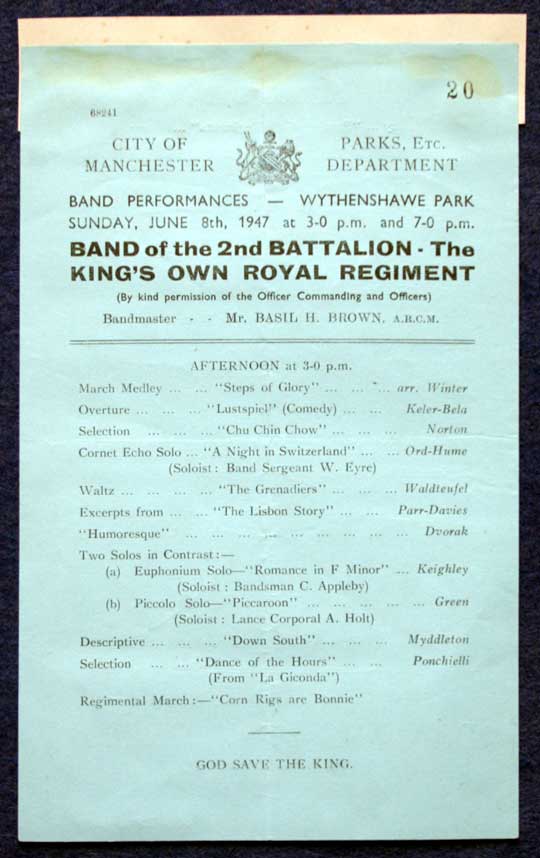 20
68241
CITY OF MANCHESTER
PARKS, ETC. DEPARTMENT
BAND PERFORMANCES — WYTHENSHAWE PARK
SUNDAY, JUNE 8th, 1947 at 3-0 p.m. and 7-0 p.m.
BAND of the 2nd BATTALION - The
KING'S OWN ROYAL REGIMENT
(By kind permission of the Officer Commanding and Officers)
Bandmaster - - Mr. BASIL H. BROWN, A.R.C.M.
AFTERNOON at 3-0 p.m.
March Medley ... ... "Steps of Glory" ... ... ... arr. Winter
Overture ... ... ... "Lustspiel" (Comedy) ... ... Keler-Bela
Selection ... ... ... "Chu Chin Chow" ... ... ... Norton
Cornet Echo Solo ... "A Night in Switzerland" ... ... Ord-Hume
(Soloist : Band Sergeant W. Eyre)
Waltz ... ... ... "The Grenadiers" ... ... ... Waldteufel
Excerpts from ... ... "The Lisbon Story" ... ... Parr-Davies
"Humoresque" ... ... ... ... ... ... ... Dvorak
Two Solos in Contrast :—
(a) Euphonium Solo—"Romance in F Minor" ... Keighley
(Soloist : Bandsman C. Appleby)
(b) Piccolo Solo—"Piccaroon" ... ... ... ... Green
(Soloist : Lance Corporal A. Holt)
Descriptive ... ... ... "Down South" ... ... ... Myddleton
Selection ... ... "Dance of the Hours" ... ... Ponchielli
(From "La Giconda")
Regimental March :—"Corn Rigs are Bonnie"
GOD SAVE THE KING.